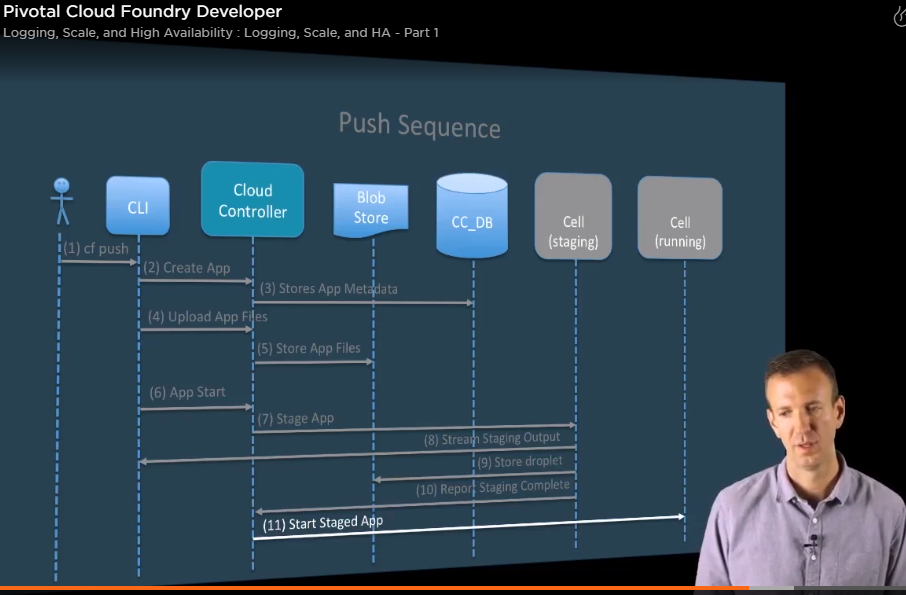 Pivotal Cloud Foundry Developer
Logging, Scale, and High Availability : Logging, Scale, and HA - Part 1
Push Sequence
CLI
Cloud
Controller
Blob
Store
CC_DB
Cell
(staging)
Cell
(running)
(1) cf push
(2) Create App
(3) Stores App Metadata
(4) Upload App Files
(5) Store App Files
(6) App Start
(7) Stage App
(8) Stream Staging Output
(9) Store droplet
(10) Report Staging Complete
(11) Start Staged App